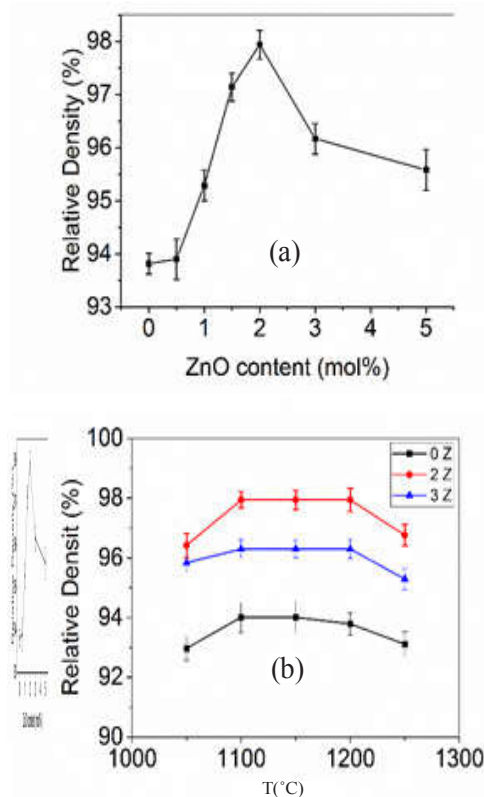 98
97
96
95
94
93
Relative Density (%)
(a)
0 1 2 3 4 5
ZnO content (mol%)
100
98
96
94
92
90
Relative Densit (%)
0 Z
2 Z
3 Z
(b)
1000 1100 1200 1300
T(°C)